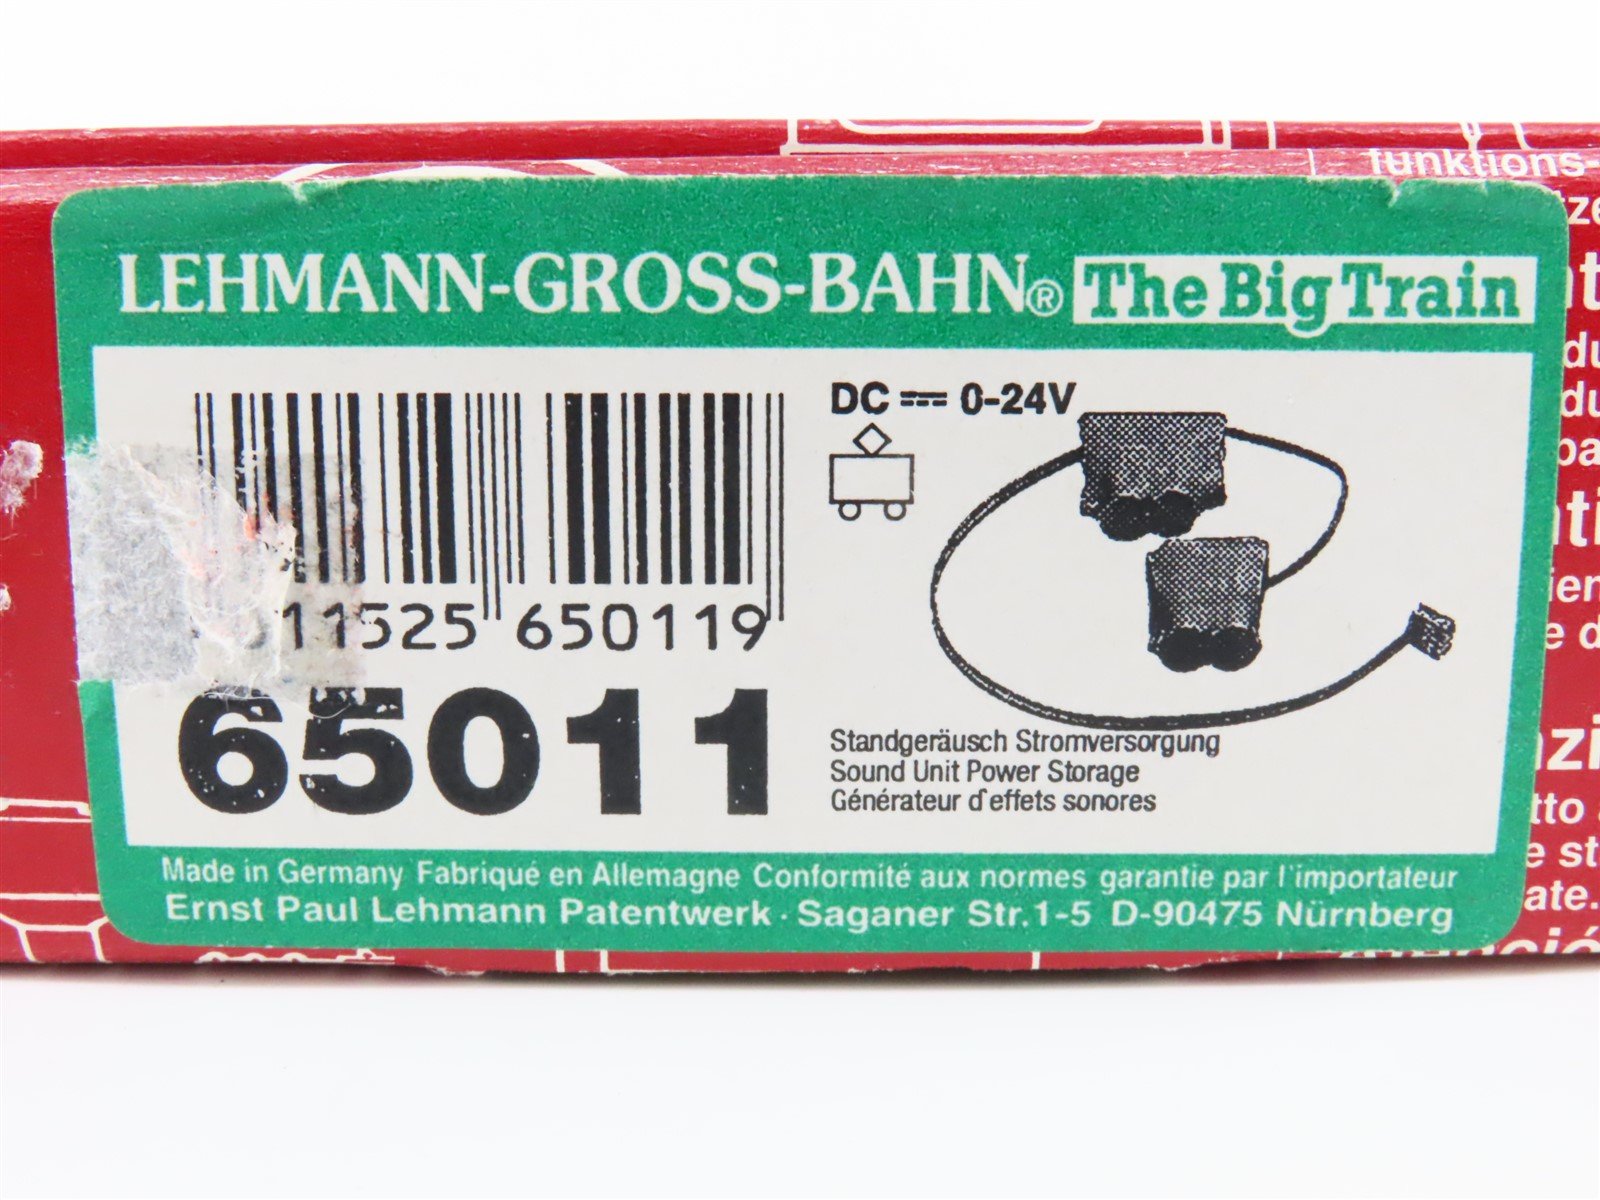 LEHMANN-GROSS-BAHN® The Big Train
DC 0-24V
11525 650119
65011
Standgeräusch Stromversorgung
Sound Unit Power Storage
Générateur d'effets sonores
Made in Germany Fabriqué en Allemagne Conformité aux normes garantie par l'importateur
Ernst Paul Lehmann Patentwerk · Saganer Str.1-5 D-90475 Nürnberg
funktions-